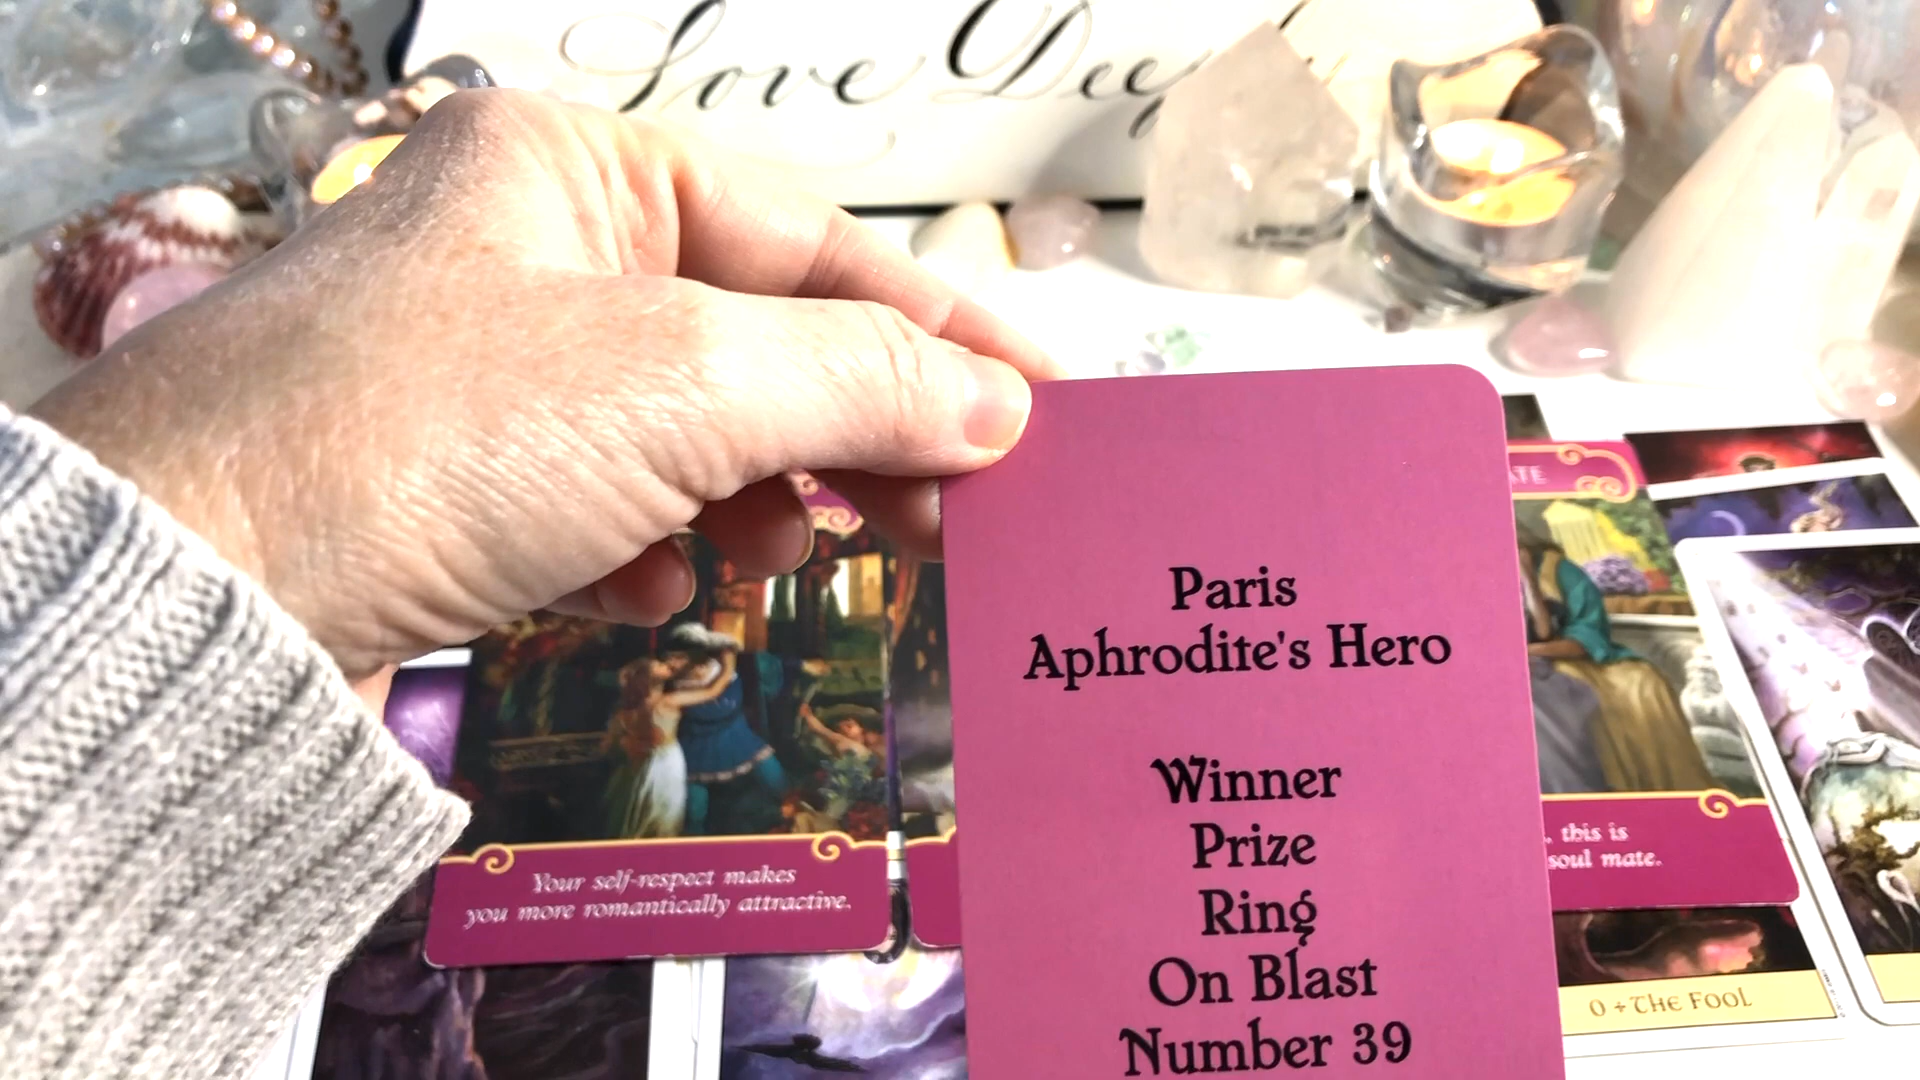 Love Deeply
Paris
Aphrodite's Hero
Winner
Prize
Ring
On Blast
Number 39
Your self-respect makes
you more romantically attractive.
this is
soul mate.
0 + THE FOOL